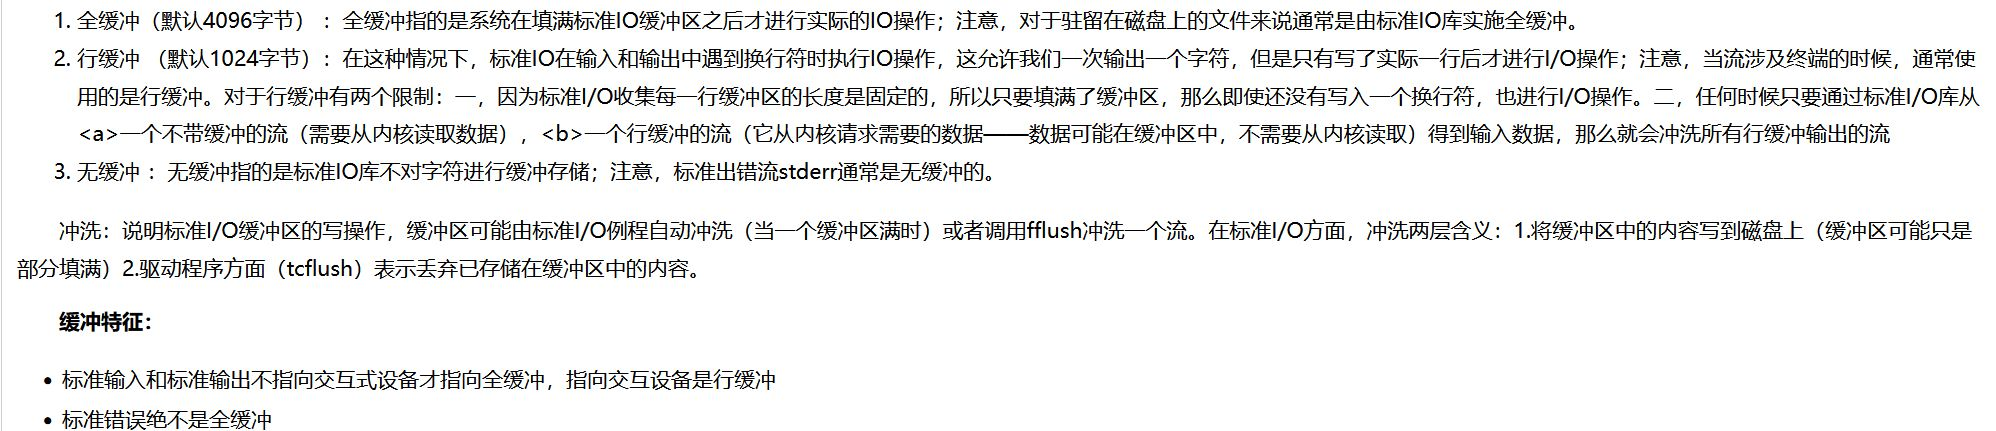 1. 全缓冲（默认4096字节）：全缓冲指的是系统在填满标准IO缓冲区之后才进行实际的IO操作；注意，对于驻留在磁盘上的文件来说通常是由标准IO库实施全缓冲。
2. 行缓冲 （默认1024字节）：在这种情况下，标准IO在输入和输出中遇到换行符时执行IO操作，这允许我们一次输出一个字符，但是只有写了实际一行后才进行I/O操作；注意，当流涉及终端的时候，通常使
用的是行缓冲。对于行缓冲有两个限制：一，因为标准I/O收集每一行缓冲区的长度是固定的，所以只要填满了缓冲区，那么即使还没有写入一个换行符，也进行I/O操作。二，任何时候只要通过标准I/O库从
<a>一个不带缓冲的流（需要从内核读取数据），<b>一个行缓冲的流（它从内核请求需要的数据——数据可能在缓冲区中，不需要从内核读取）得到输入数据，那么就会冲洗所有行缓冲输出的流
3. 无缓冲 ：无缓冲指的是标准IO库不对字符进行缓冲存储；注意，标准出错流stderr通常是无缓冲的。
冲洗：说明标准I/O缓冲区的写操作，缓冲区可能由标准I/O例程自动冲洗（当一个缓冲区满时）或者调用fflush冲洗一个流。在标准I/O方面，冲洗两层含义：1.将缓冲区中的内容写到磁盘上（缓冲区可能只是
部分填满）2.驱动程序方面（tcflush）表示丢弃已存储在缓冲区中的内容。
缓冲特征：
• 标准输入和标准输出不指向交互式设备才指向全缓冲，指向交互设备是行缓冲
• 标准错误绝不是全缓冲